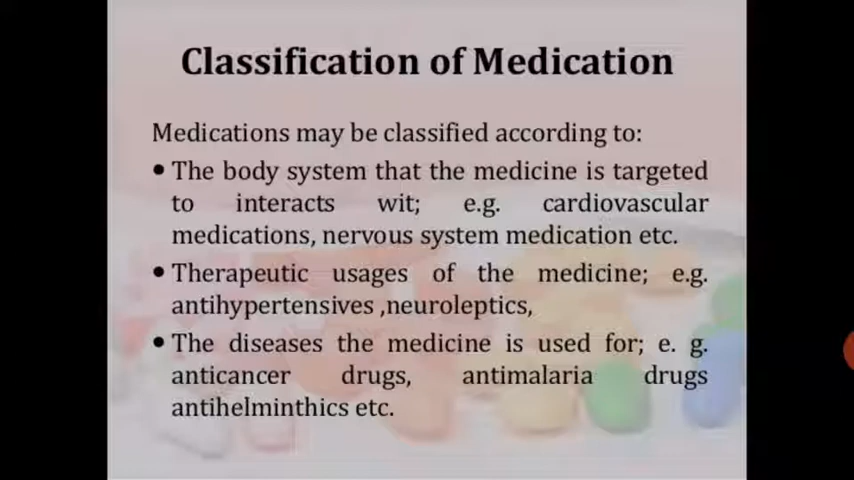 Classification of Medication
Medications may be classified according to:
• The body system that the medicine is targeted
to interacts wit; e.g. cardiovascular
medications, nervous system medication etc.
• Therapeutic usages of the medicine; e.g.
antihypertensives ,neuroleptics,
• The diseases the medicine is used for; e. g.
anticancer drugs, antimalaria drugs
antihelminthics etc.